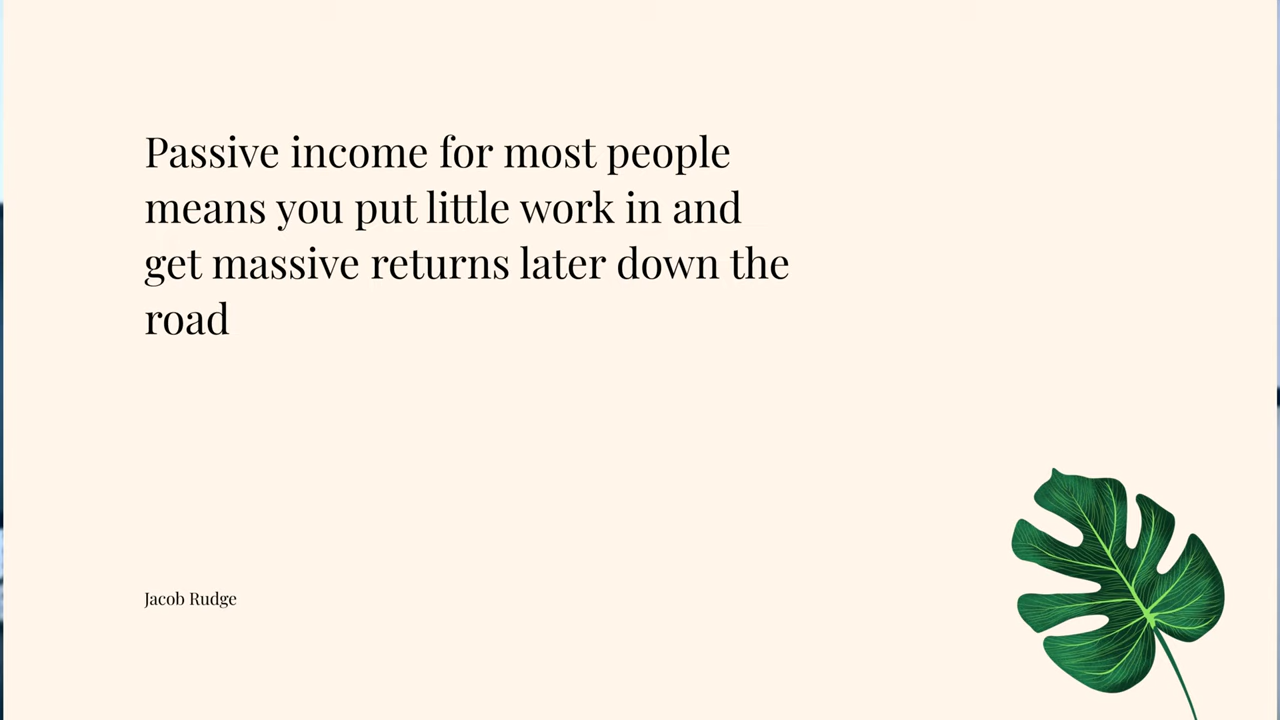 Passive income for most people
means you put little work in and
get massive returns later down the
road
Jacob Rudge